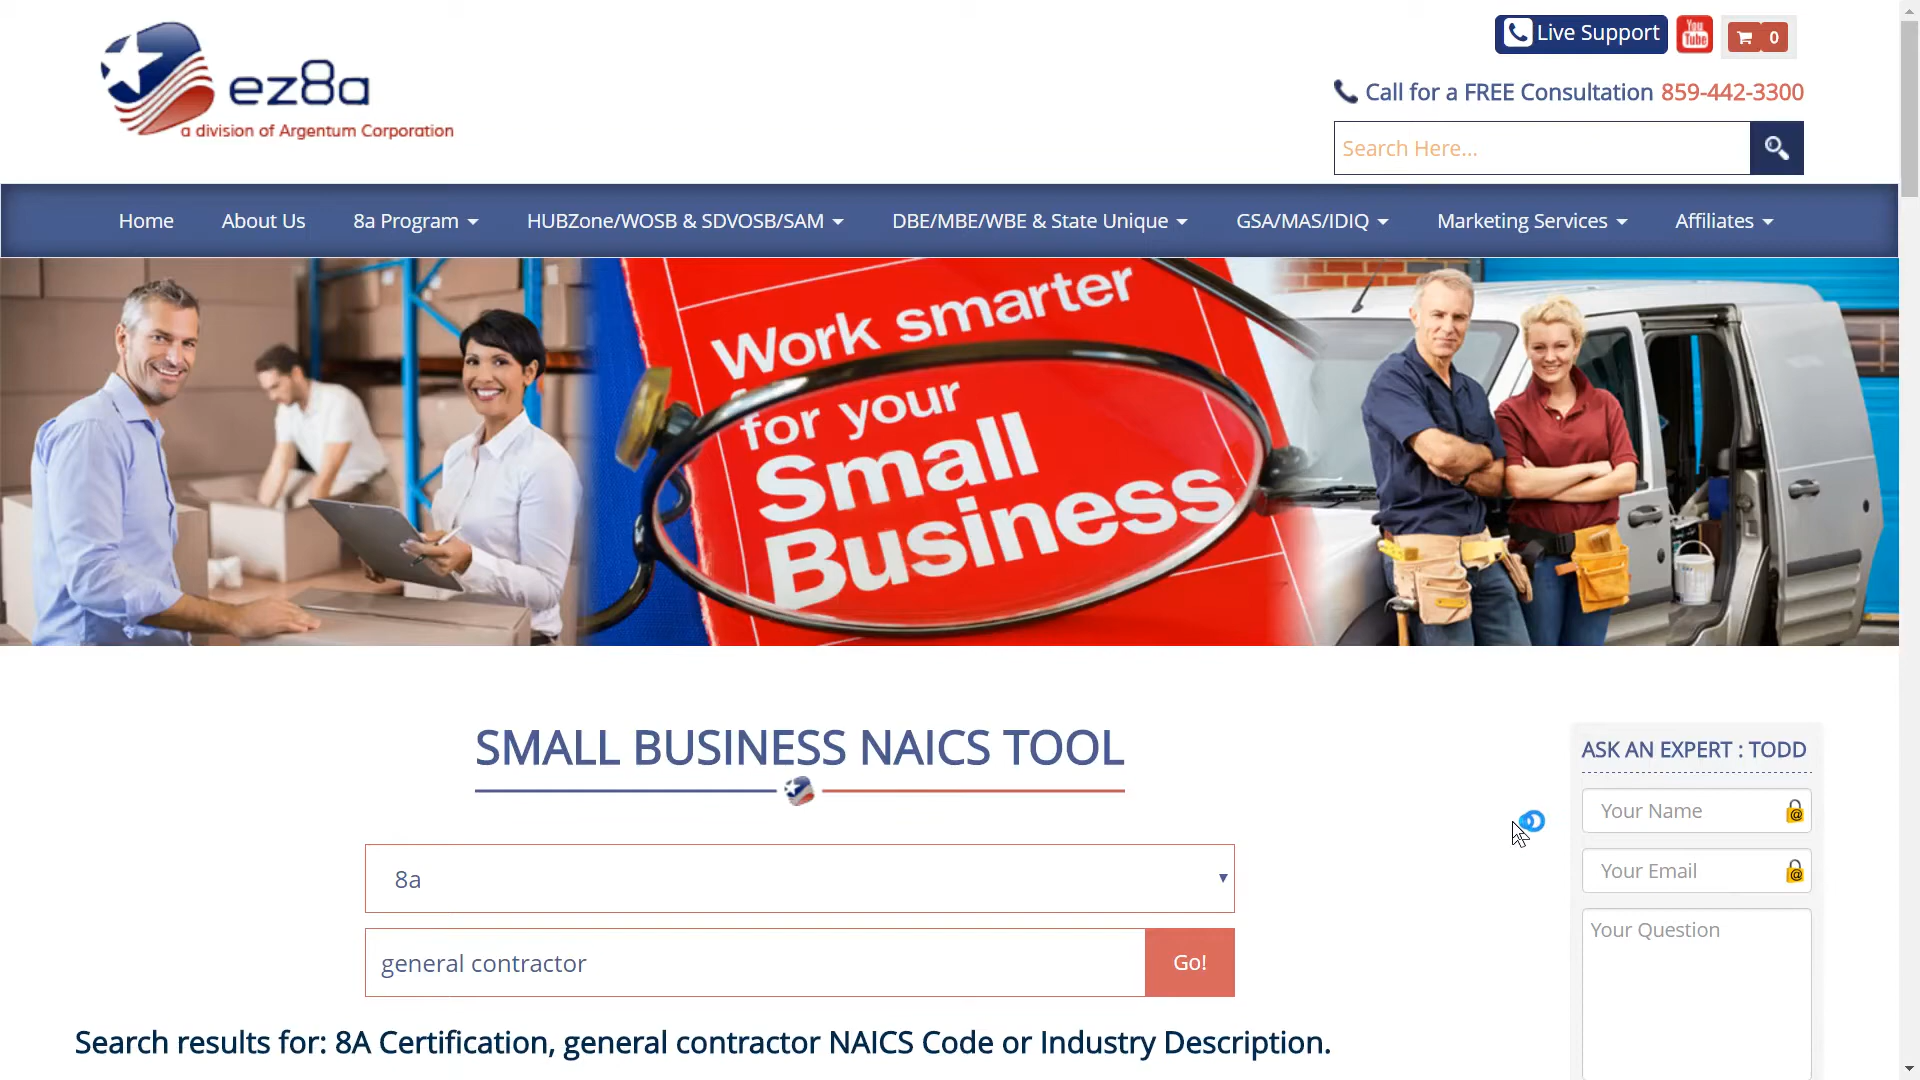 Live Support
You
Tube
0
ez8a
a division of Argentum Corporation
Call for a FREE Consultation 859-442-3300
Search Here...
Home
About Us
8a Program
HUBZone/WOSB & SDVOSB/SAM
DBE/MBE/WBE & State Unique
GSA/MAS/IDIQ
Marketing Services
Affiliates
Work smarter
for your
Small
Business
SMALL BUSINESS NAICS TOOL
ASK AN EXPERT : TODD
Your Name
8a
Your Email
Your Question
general contractor
Go!
Search results for: 8A Certification, general contractor NAICS Code or Industry Description.